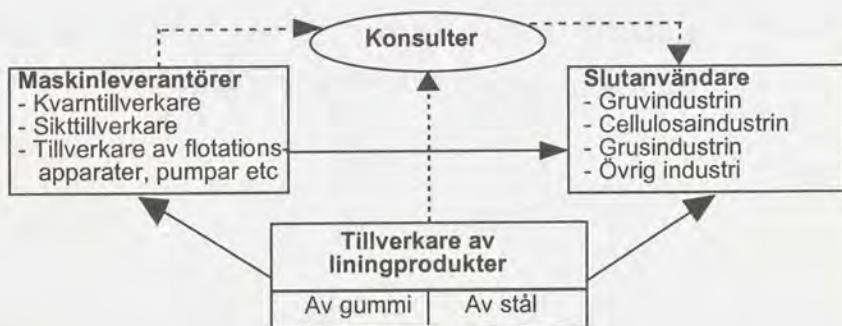 Konsulter
Maskinleverantörer
- Kvarntillverkare
- Sikttillverkare
- Tillverkare av flotations-
apparater, pumpar etc
Slutanvändare
- Gruvindustrin
- Cellulosaindustrin
- Grusindustrin
- Övrig industri
Tillverkare av
liningprodukter
Av gummi
Av stål